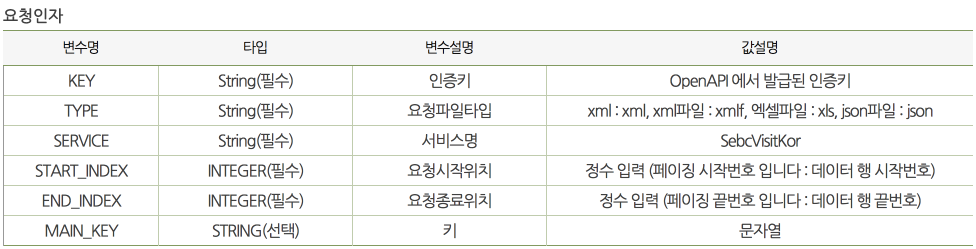 요청인자
변수명 타입 변수설명 값설명
KEY String(필수) 인증키 OpenAPI 에서 발급된 인증키
TYPE String(필수) 요청파일타입 xml : xml, xml파일 : xmlf, 엑셀파일 : xls, json파일 : json
SERVICE String(필수) 서비스명 SebcVisitKor
START_INDEX INTEGER(필수) 요청시작위치 정수 입력 (페이징 시작번호 입니다 : 데이터 행 시작번호)
END_INDEX INTEGER(필수) 요청종료위치 정수 입력 (페이징 끝번호 입니다 : 데이터 행 끝번호)
MAIN_KEY STRING(선택) 키 문자열